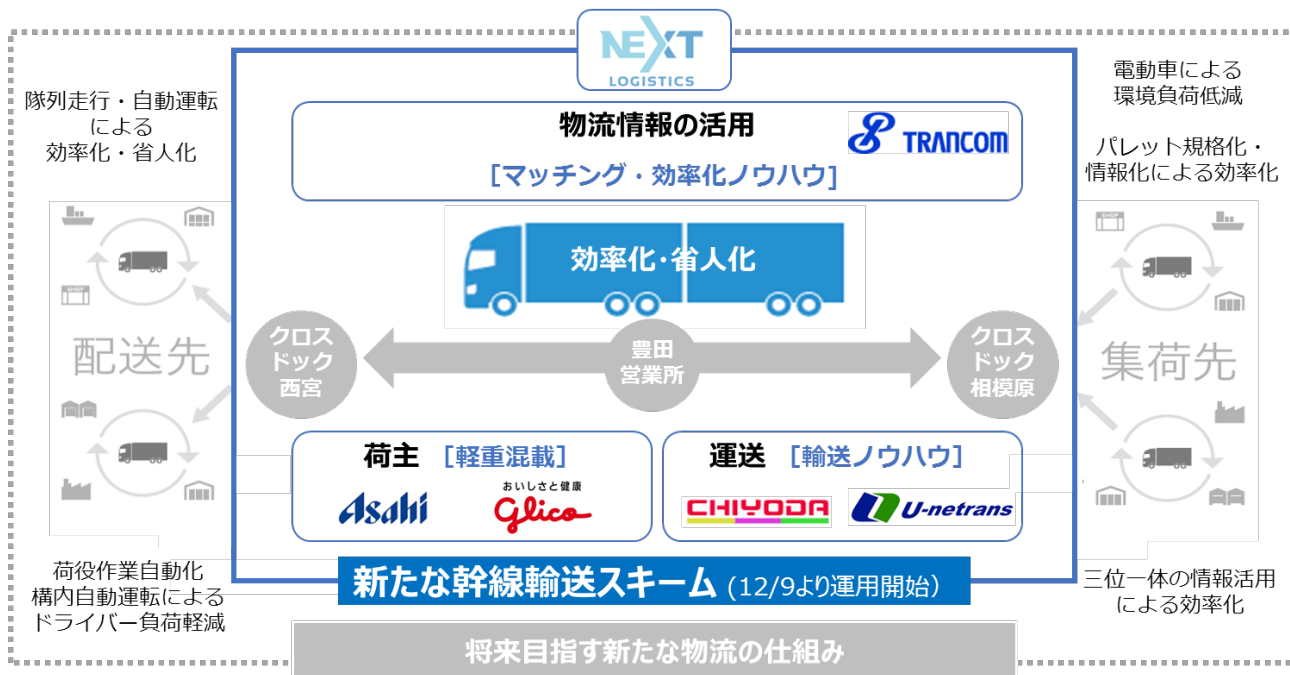 NEXT
LOGISTICS
隊列走行・自動運転
による
効率化・省人化
電動車による
環境負荷低減
パレット規格化・
情報化による効率化
物流情報の活用
TRANCOM
[マッチング・効率化ノウハウ]
効率化・省人化
SHOP
SHOP
配送先
クロス
ドック
西宮
豊田
営業所
クロス
ドック
相模原
集荷先
荷主 [軽重混載]
Asahi
おいしさと健康
Glico
運送 [輸送ノウハウ]
CHIYODA
U-netrans
荷役作業自動化
構内自動運転による
ドライバー負荷軽減
新たな幹線輸送スキーム (12/9より運用開始)
三位一体の情報活用
による効率化
将来目指す新たな物流の仕組み